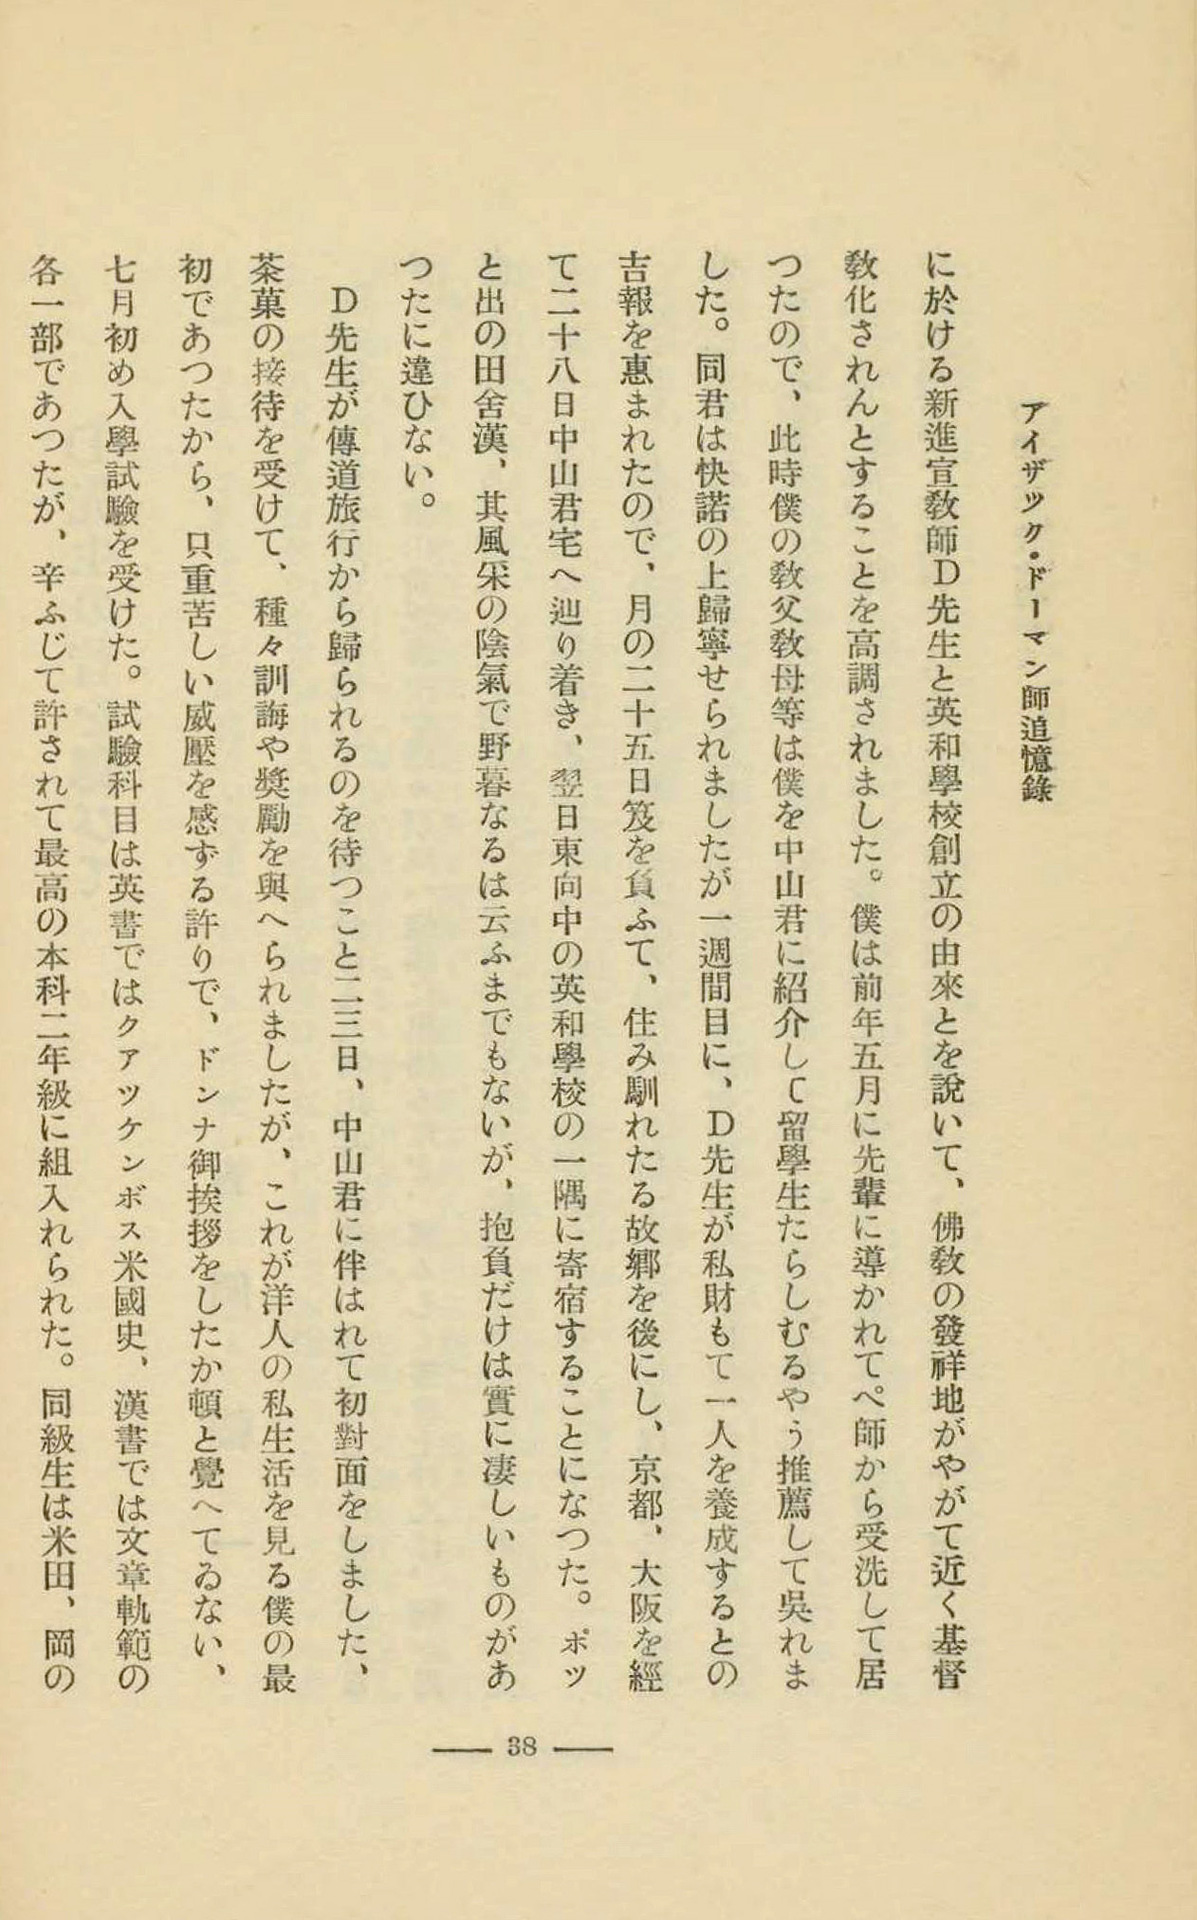 アイザック・ドーマン師追憶錄
に於ける新進宣教師Ｄ先生と英和學校創立の由來とを說いて、佛教の發祥地がやがて近く基督
教化されんとすることを高調されました。僕は前年五月に先輩に導かれてペ師から受洗して居
つたので、此時僕の教父教母等は僕を中山君に紹介して留學生たらしむるやう推薦して吳れま
した。同君は快諾の上歸寧せられましたが一週間目に、Ｄ先生が私財もて一人を養成するとの
吉報を惠まれたので、月の二十五日笈を負ふて、住み馴れたる故鄕を後にし、京都、大阪を經
て二十八日中山君宅へ辿り着き、翌日東向中の英和學校の一隅に寄宿することになつた。ポッ
と出の田舍漢、其風釆の陰氣で野暮なるは云ふまでもないが、抱負だけは實に凄しいものがあ
つたに違ひない。
Ｄ先生が傳道旅行から歸られるのを待つこと二三日、中山君に伴はれて初對面をしました、
茶菓の接待を受けて、種々訓誨や奬勵を與へられましたが、これが洋人の私生活を見る僕の最
初であつたから、只重苦しい威壓を感ずる許りで、ドンナ御挨拶をしたか頓と覺へてゐない、
七月初め入學試驗を受けた。試驗科目は英書ではクアッケンボス米國史、漢書では文章軌範の
各一部であつたが、辛ふじて許されて最高の本科二年級に組入れられた。同級生は米田、岡の
38